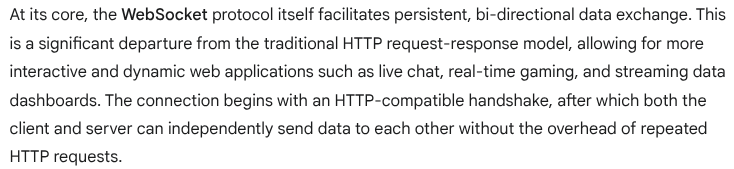 At its core, the WebSocket protocol itself facilitates persistent, bi-directional data exchange. This
is a significant departure from the traditional HTTP request-response model, allowing for more
interactive and dynamic web applications such as live chat, real-time gaming, and streaming data
dashboards. The connection begins with an HTTP-compatible handshake, after which both the
client and server can independently send data to each other without the overhead of repeated
HTTP requests.